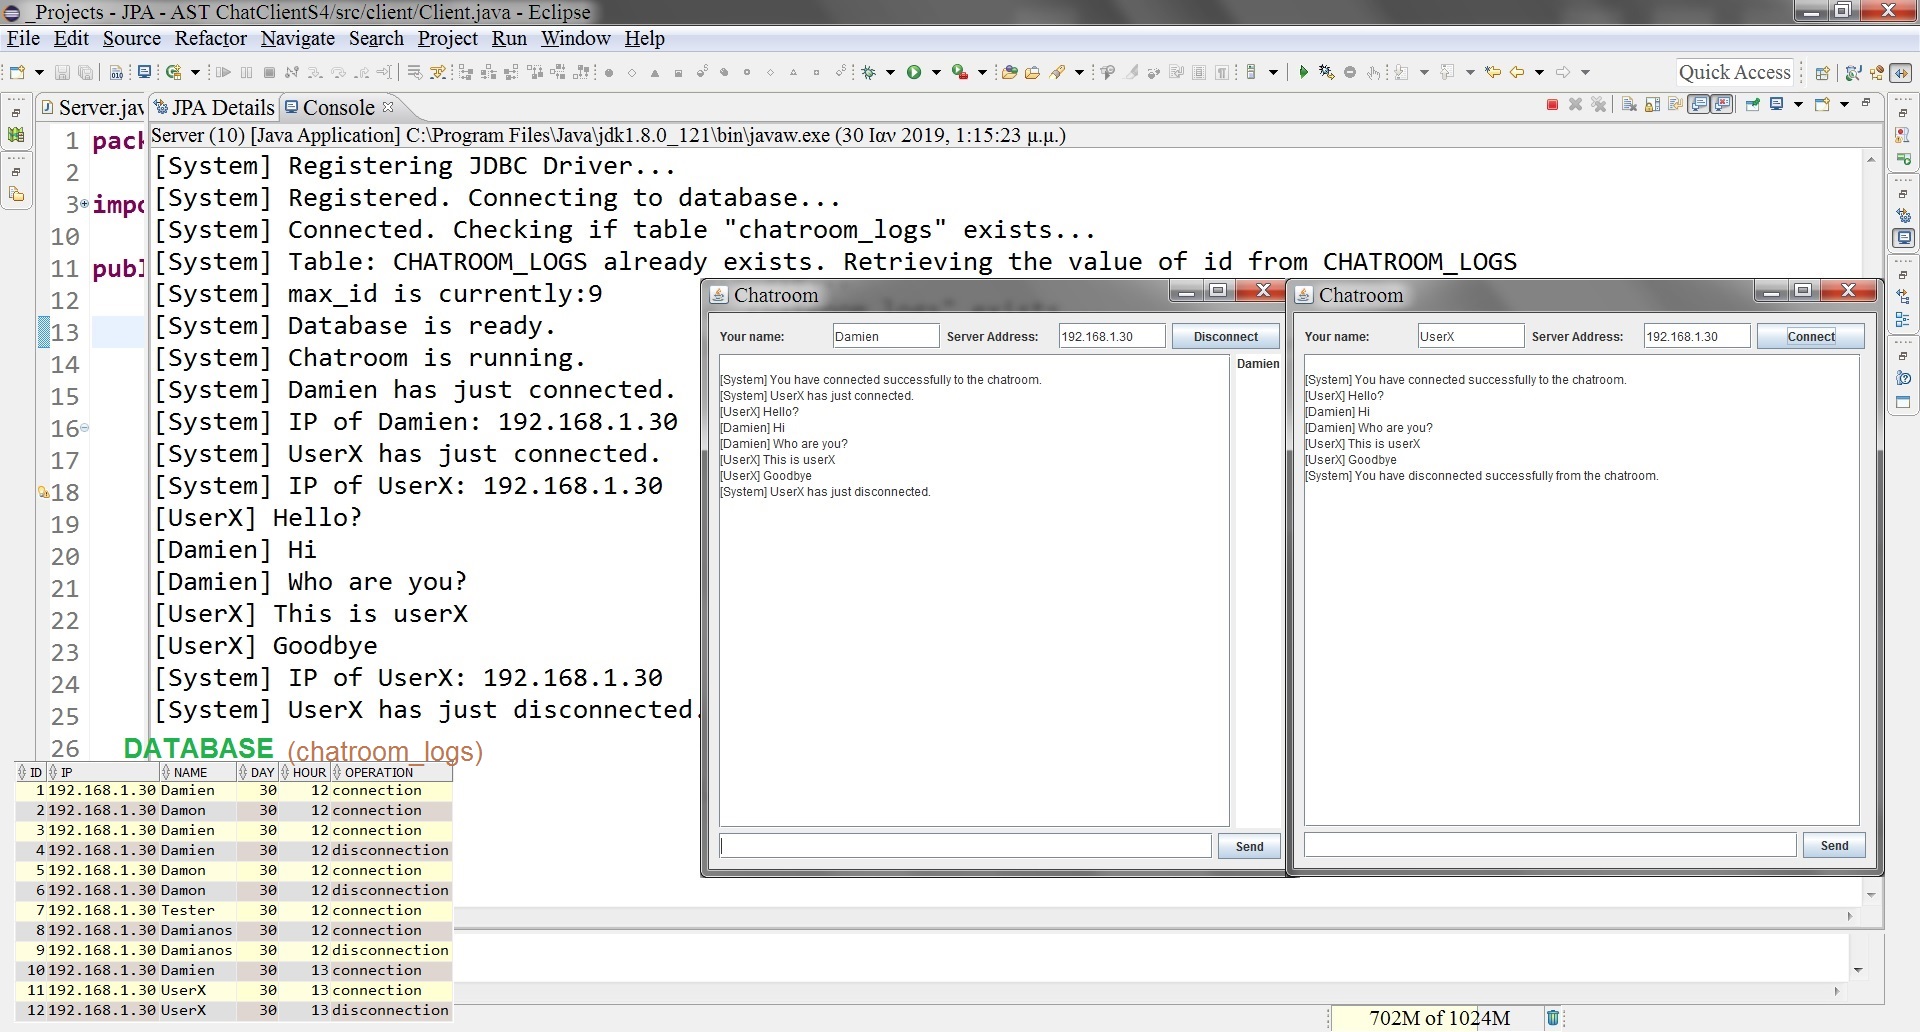 _Projects - JPA - AST ChatClientS4/src/client/Client.java - Eclipse
File Edit Source Refactor Navigate Search Project Run Window Help
Quick Access
Server.jav JPA Details Console
Server (10) [Java Application] C:\Program Files\Java\jdk1.8.0_121\bin\javaw.exe (30 Ιαν 2019, 1:15:23 μ.μ.)
1 pack
2
3 impo
10
11 publ
12
13
14
15
16
17
18
19
20
21
22
23
24
25
26
[System] Registering JDBC Driver...
[System] Registered. Connecting to database...
[System] Connected. Checking if table "chatroom_logs" exists...
[System] Table: CHATROOM_LOGS already exists. Retrieving the value of id from CHATROOM_LOGS
[System] max_id is currently:9
[System] Database is ready.
[System] Chatroom is running.
[System] Damien has just connected.
[System] IP of Damien: 192.168.1.30
[System] UserX has just connected.
[System] IP of UserX: 192.168.1.30
[UserX] Hello?
[Damien] Hi
[Damien] Who are you?
[UserX] This is userX
[UserX] Goodbye
[System] IP of UserX: 192.168.1.30
[System] UserX has just disconnected.
Chatroom
Your name: Damien Server Address: 192.168.1.30 Disconnect
Damien
[System] You have connected successfully to the chatroom.
[System] UserX has just connected.
[UserX] Hello?
[Damien] Hi
[Damien] Who are you?
[UserX] This is userX
[UserX] Goodbye
[System] UserX has just disconnected.
Send
Chatroom
Your name: UserX Server Address: 192.168.1.30 Connect
[System] You have connected successfully to the chatroom.
[UserX] Hello?
[Damien] Hi
[Damien] Who are you?
[UserX] This is userX
[UserX] Goodbye
[System] You have disconnected successfully from the chatroom.
Send
DATABASE (chatroom_logs)
ID IP NAME DAY HOUR OPERATION
1 192.168.1.30 Damien 30 12 connection
2 192.168.1.30 Damon 30 12 connection
3 192.168.1.30 Damien 30 12 connection
4 192.168.1.30 Damien 30 12 disconnection
5 192.168.1.30 Damon 30 12 connection
6 192.168.1.30 Damon 30 12 disconnection
7 192.168.1.30 Tester 30 12 connection
8 192.168.1.30 Damianos 30 12 connection
9 192.168.1.30 Damianos 30 12 disconnection
10 192.168.1.30 Damien 30 13 connection
11 192.168.1.30 UserX 30 13 connection
12 192.168.1.30 UserX 30 13 disconnection
702M of 1024M